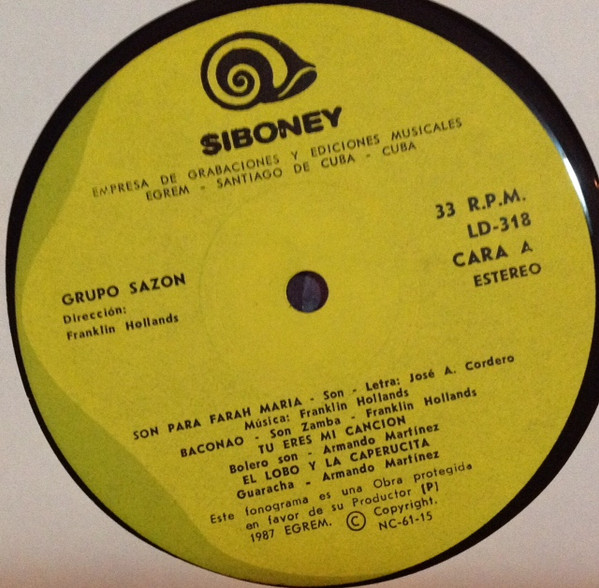 SIBONEY
EMPRESA DE GRABACIONES Y EDICIONES MUSICALES
EGREM - SANTIAGO DE CUBA - CUBA
33 R.P.M.
LD-318
CARA A
ESTEREO
GRUPO SAZON
Dirección:
Franklin Hollands
SON PARA FARAH MARIA - Son - Letra: José A. Cordero
Música: Franklin Hollands
BACONAO - Son Zamba - Franklin Hollands
TU ERES MI CANCION
Bolero son - Armando Martínez
EL LOBO Y LA CAPERUCITA
Guaracha - Armando Martínez
Este fonograma es una Obra protegida
en favor de su Productor [P]
1987 EGREM. © Copyright.
NC-61-15